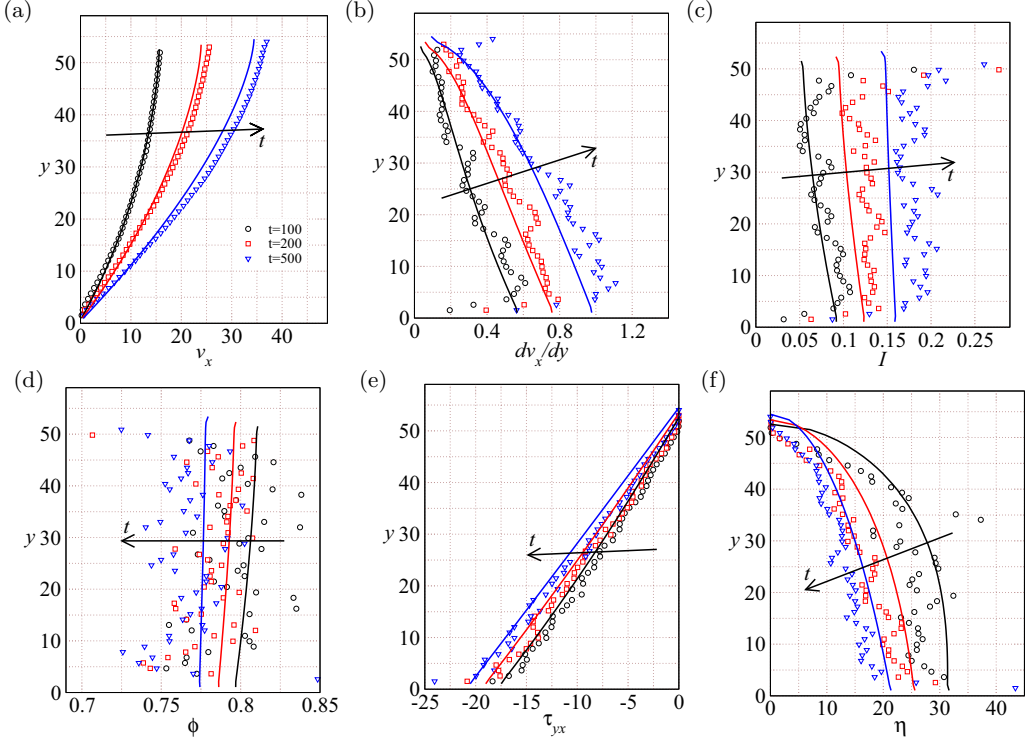 (a)
50
40
y
30
20
10
0
t
t=100
t=200
t=500
0 10 20 30 40
v_x
(b)
50
40
y
30
20
10
0
t
0 0.4 0.8 1.2
dv_x/dy
(c)
50
40
y
30
20
10
0
t
0 0.05 0.1 0.15 0.2 0.25
I
(d)
50
40
y
30
20
10
0
t
0.7 0.75 0.8 0.85
ϕ
(e)
50
40
y
30
20
10
0
t
-25 -20 -15 -10 -5 0
τ_yx
(f)
50
40
y
30
20
10
0
t
0 10 20 30 40
η